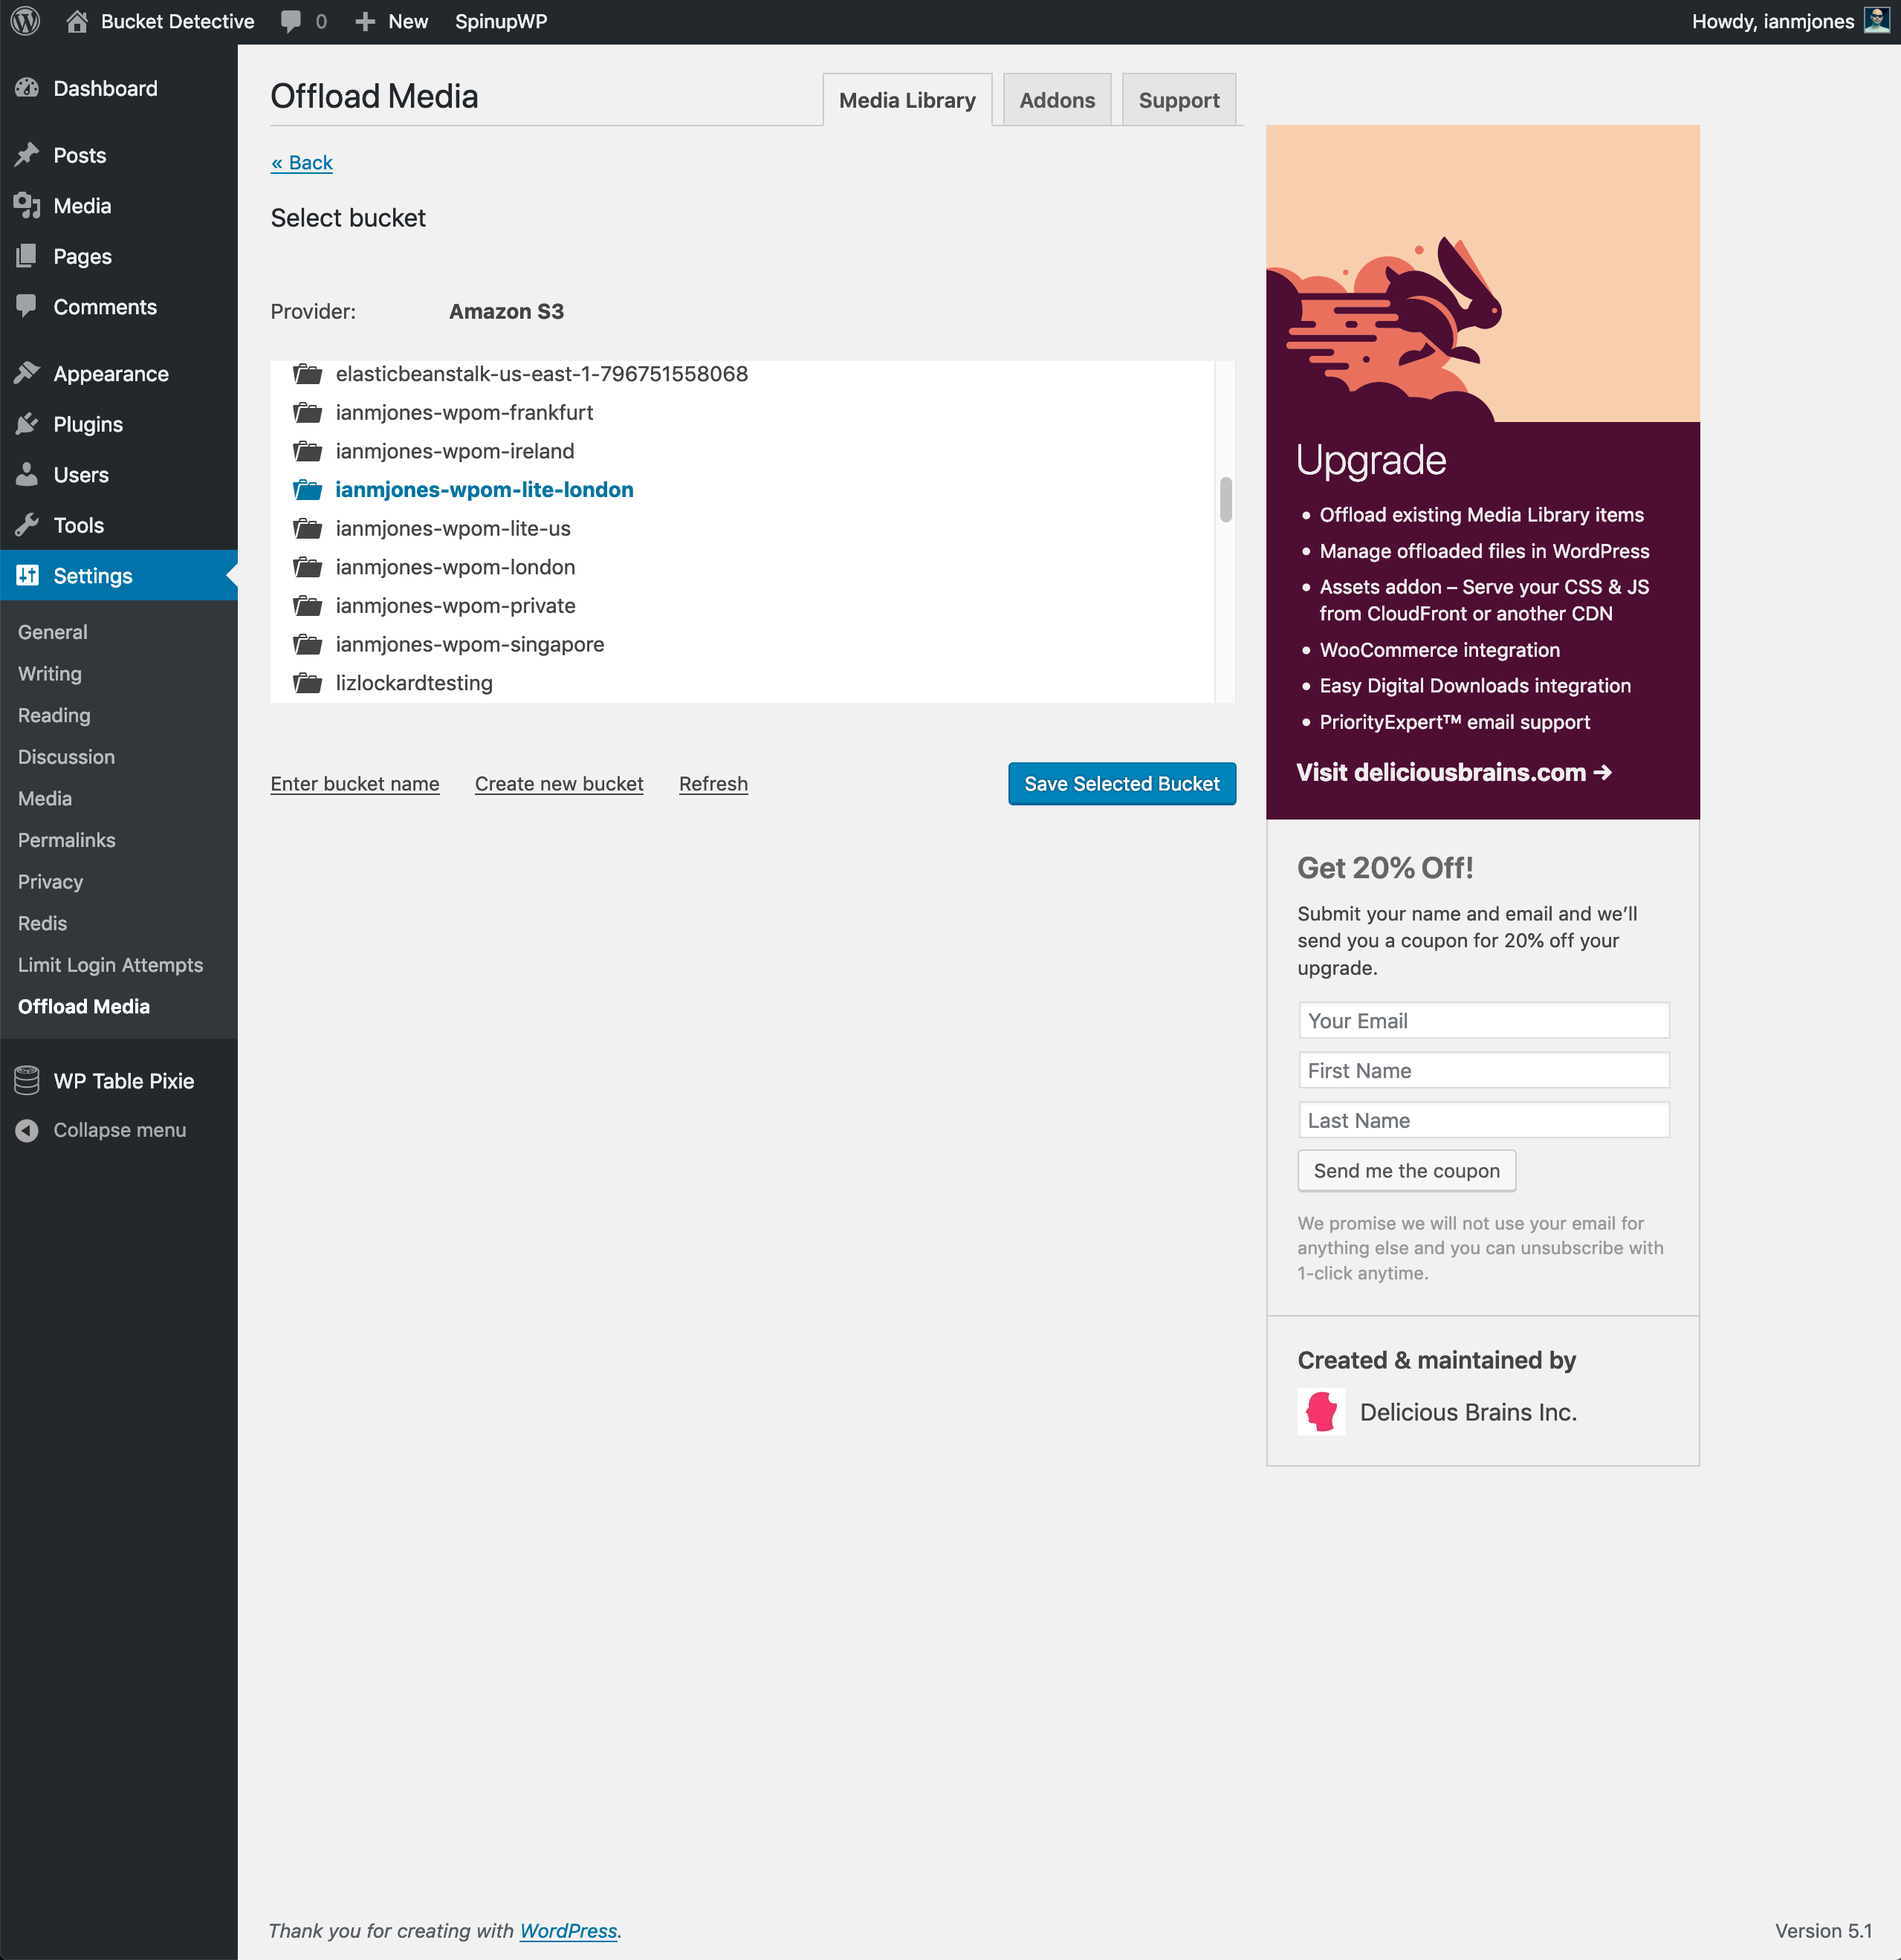 Bucket Detective 0 New SpinupWP Howdy, ianmjones
Dashboard
Posts
Media
Pages
Comments
Appearance
Plugins
Users
Tools
Settings
General
Writing
Reading
Discussion
Media
Permalinks
Privacy
Redis
Limit Login Attempts
Offload Media
WP Table Pixie
Collapse menu
Offload Media
Media Library Addons Support
« Back
Select bucket
Provider: Amazon S3
elasticbeanstalk-us-east-1-796751558068
ianmjones-wpom-frankfurt
ianmjones-wpom-ireland
ianmjones-wpom-lite-london
ianmjones-wpom-lite-us
ianmjones-wpom-london
ianmjones-wpom-private
ianmjones-wpom-singapore
lizlockardtesting
Enter bucket name Create new bucket Refresh Save Selected Bucket
Upgrade
• Offload existing Media Library items
• Manage offloaded files in WordPress
• Assets addon – Serve your CSS & JS
from CloudFront or another CDN
• WooCommerce integration
• Easy Digital Downloads integration
• PriorityExpert™ email support
Visit deliciousbrains.com →
Get 20% Off!
Submit your name and email and we’ll
send you a coupon for 20% off your
upgrade.
Your Email
First Name
Last Name
Send me the coupon
We promise we will not use your email for
anything else and you can unsubscribe with
1-click anytime.
Created & maintained by
Delicious Brains Inc.
Thank you for creating with WordPress. Version 5.1